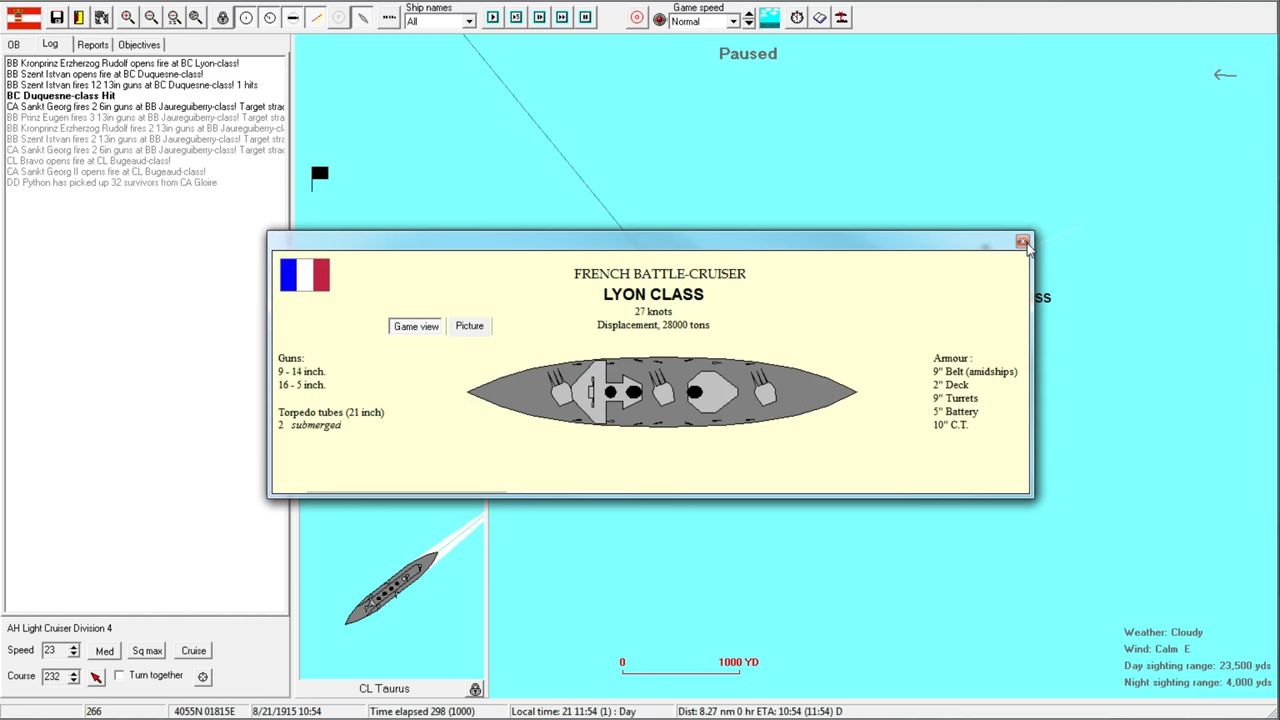 Ship names
All
Game speed
Normal
OB
Log
Reports
Objectives
BB Kronprinz Erzherzog Rudolf opens fire at BC Lyon-class!
BB Szent Istvan opens fire at BC Duquesne-class!
BB Szent Istvan fires 12 13in guns at BC Duquesne-class! 1 hits
BC Duquesne-class Hit
CA Sankt Georg fires 2 6in guns at BB Jaureguiberry-class! Target strac
BB Prinz Eugen fires 3 13in guns at BB Jaureguiberry-class! Target stra
BB Kronprinz Erzherzog Rudolf fires 2 13in guns at BB Jaureguiberry-cl
BB Szent Istvan fires 2 13in guns at BB Jaureguiberry-class! Target stra
CA Sankt Georg fires 2 6in guns at BB Jaureguiberry-class! Target strac
CL Bravo opens fire at CL Bugeaud-class!
CA Sankt Georg II opens fire at CL Bugeaud-class!
DD Python has picked up 32 survivors from CA Gloire
Paused
ss
FRENCH BATTLE-CRUISER
LYON CLASS
27 knots
Displacement, 28000 tons
Game view
Picture
Guns:
9 - 14 inch.
16 - 5 inch.
Torpedo tubes (21 inch)
2 submerged
Armour :
9" Belt (amidships)
2" Deck
9" Turrets
5" Battery
10" C.T.
AH Light Cruiser Division 4
Speed 23 Med Sq max Cruise
Course 232 Turn together
CL Taurus
0 1000 YD
Weather: Cloudy
Wind: Calm E
Day sighting range: 23,500 yds
Night sighting range: 4,000 yds
266 4055N 01815E 8/21/1915 10:54 Time elapsed 298 (1000) Local time: 21 11:54 (1) : Day Dist: 8.27 nm 0 hr ETA: 10:54 (11:54) D